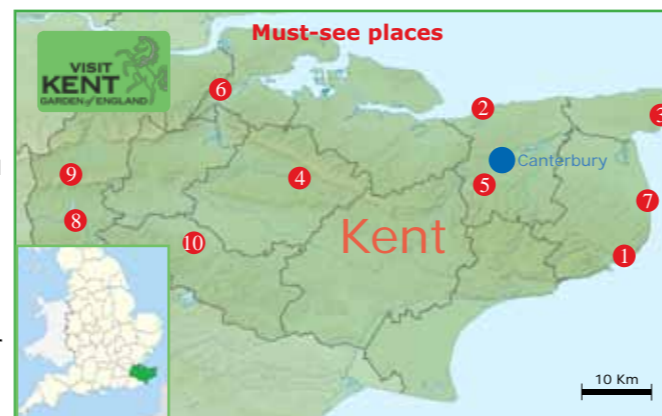 Must-see places
VISIT
KENT
GARDEN of ENGLAND
6
2
3
Canterbury
9
4
5
7
8
Kent
10
1
10 Km